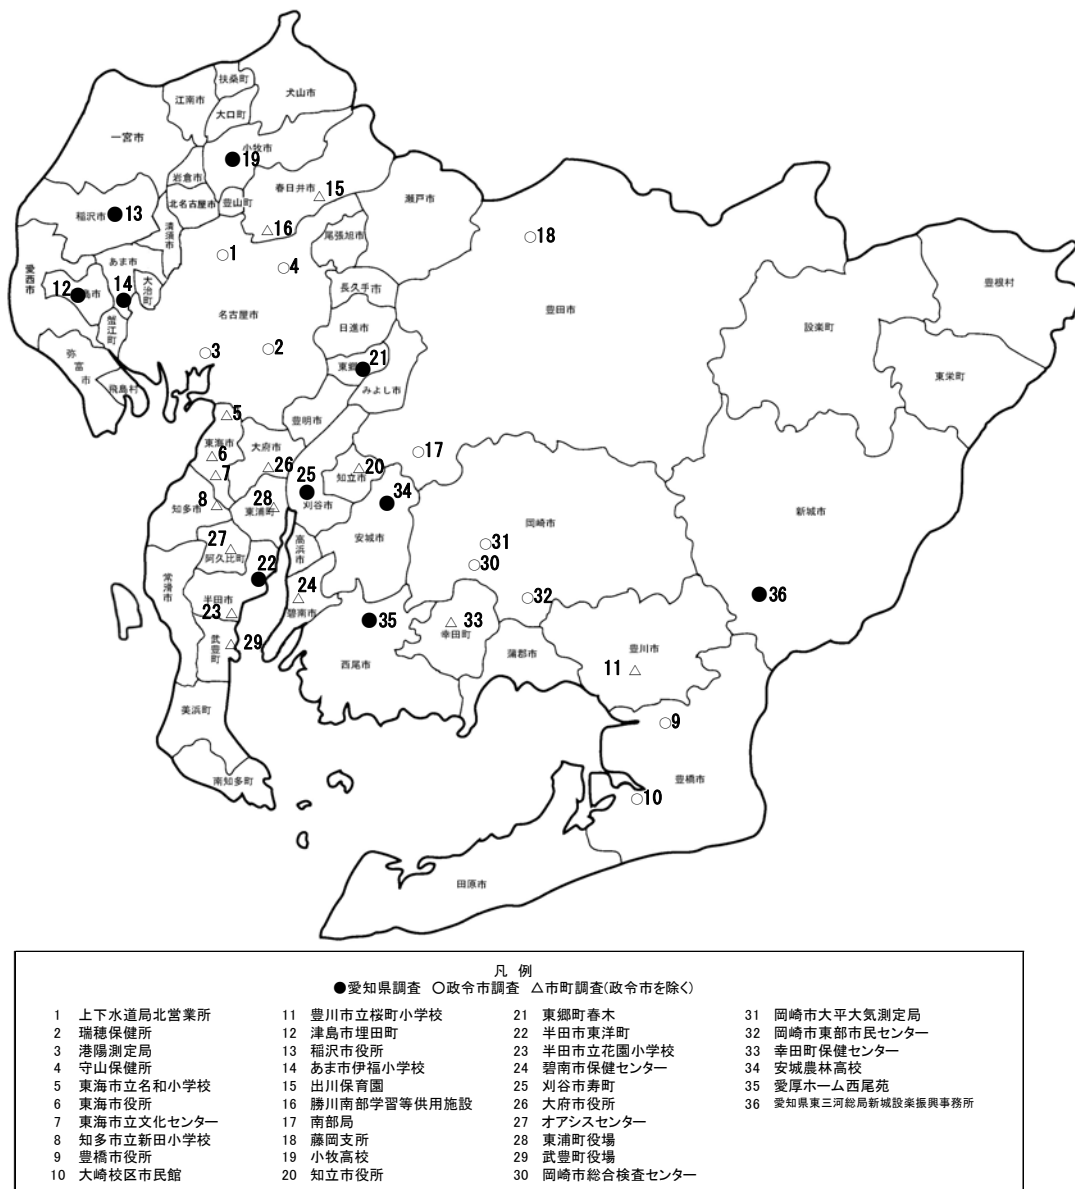 扶桑町
江南市
犬山市
大口町
一宮市
小牧市
19
岩倉市
春日井市
15
瀬戸市
北名古屋市
豊山町
稲沢市
13
清須市
16
尾張旭市
18
1
4
あま市
愛西市
12
島市
14
大治町
長久手市
豊根村
豊田市
設楽町
名古屋市
蟹江町
日進市
3
2
21
弥富市
東郷
東栄町
飛島村
みよし市
5
豊明市
東海市
大府市
17
6
26
20
7
知立市
25
34
8
28
知多市
東浦町
刈谷市
新城市
岡崎市
安城市
高浜市
31
27
阿久比町
22
30
常滑市
24
32
36
半田市
23
碧南市
35
33
幸田町
29
武豊町
蒲郡市
豊川市
西尾市
11
美浜町
9
南知多町
豊橋市
10
田原市
凡 例
●愛知県調査 ○政令市調査 △市町調査(政令市を除く)
1 上下水道局北営業所
2 瑞穂保健所
3 港陽測定局
4 守山保健所
5 東海市立名和小学校
6 東海市役所
7 東海市立文化センター
8 知多市立新田小学校
9 豊橋市役所
10 大崎校区市民館
11 豊川市立桜町小学校
12 津島市埋田町
13 稲沢市役所
14 あま市伊福小学校
15 出川保育園
16 勝川南部学習等供用施設
17 南部局
18 藤岡支所
19 小牧高校
20 知立市役所
21 東郷町春木
22 半田市東洋町
23 半田市立花園小学校
24 碧南市保健センター
25 刈谷市寿町
26 大府市役所
27 オアシスセンター
28 東浦町役場
29 武豊町役場
30 岡崎市総合検査センター
31 岡崎市大平大気測定局
32 岡崎市東部市民センター
33 幸田町保健センター
34 安城農林高校
35 愛厚ホーム西尾苑
36 愛知県東三河総局新城設楽振興事務所